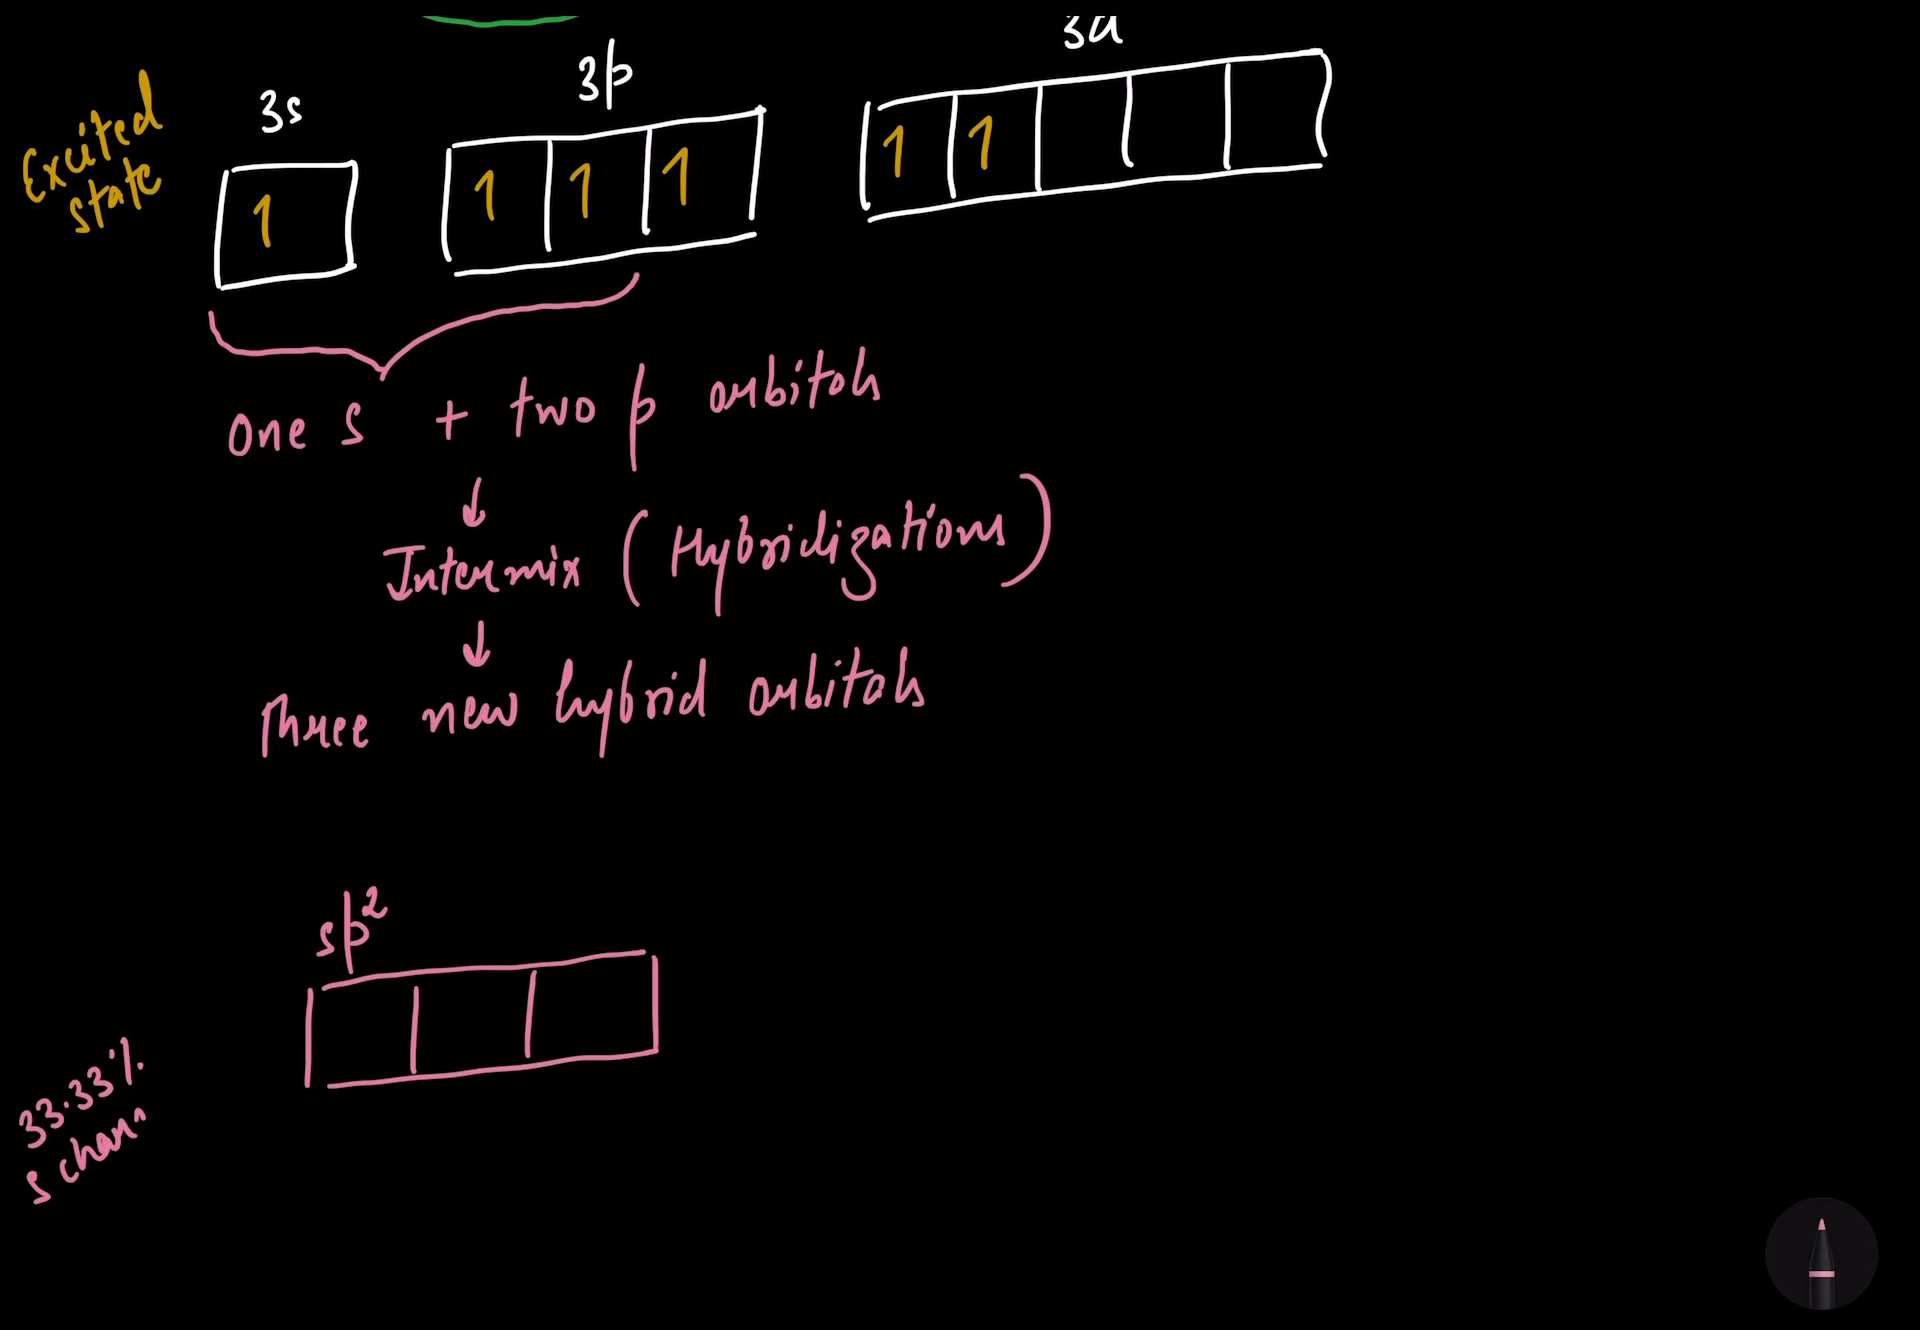 3d
3p
3s
Excited
state
1
1 1 1
1 1
One s + two p orbitals
↓
Intermix (Hybridizations)
↓
Three new hybrid orbitals
sp²
33.33%
s char